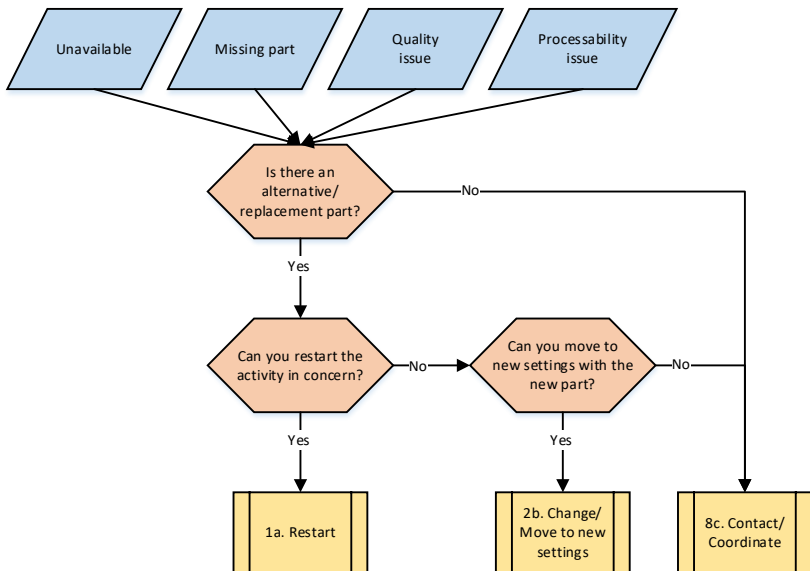 Unavailable
Missing part
Quality
issue
Processability
issue
Is there an
alternative/
replacement part?
No
Yes
Can you restart the
activity in concern?
No
Can you move to
new settings with the
new part?
No
Yes
Yes
1a. Restart
2b. Change/
Move to new
settings
8c. Contact/
Coordinate